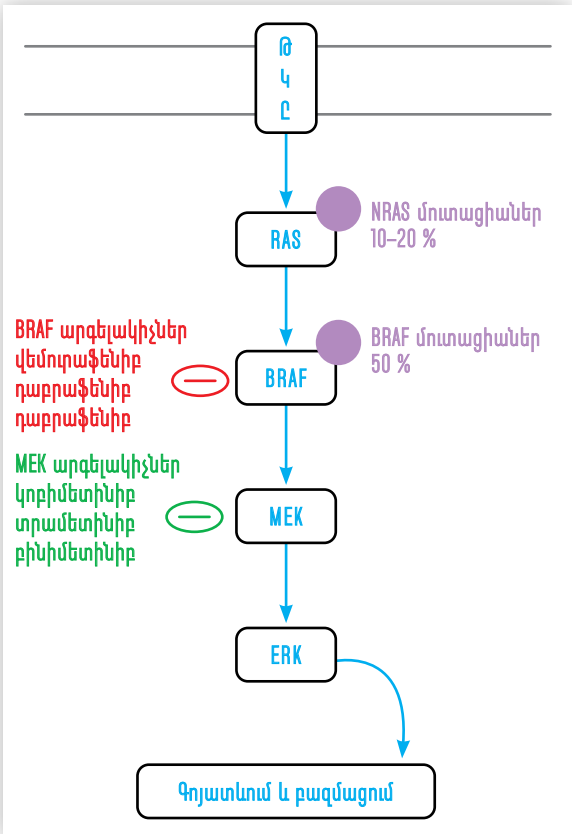 Թ
Կ
Ը
RAS
NRAS մուտացիաներ
10–20 %
BRAF արգելակիչներ
վեմուրաֆենիբ
դաբրաֆենիբ
դաբրաֆենիբ
BRAF
BRAF մուտացիաներ
50 %
MEK արգելակիչներ
կոբիմետինիբ
տրամետինիբ
բինիմետինիբ
MEK
ERK
Գոյատևում և բազմացում